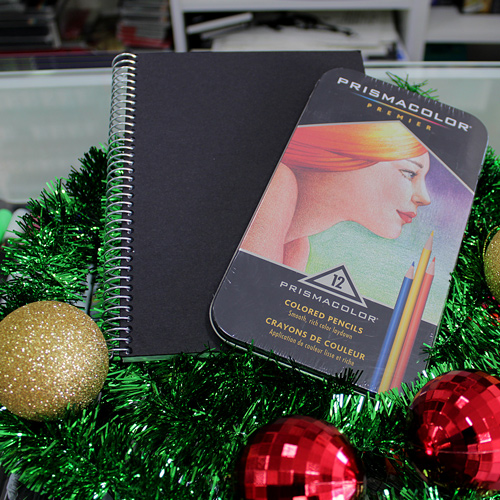 PRISMACOLOR
PREMIER
12
PRISMACOLOR
COLORED PENCILS
Smooth, rich color laydown
CRAYONS DE COULEUR
Application de couleur lisse et riche